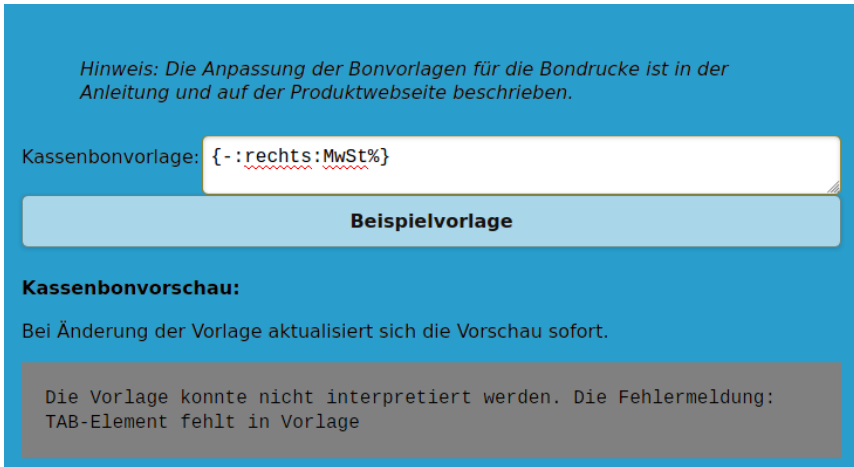 Hinweis: Die Anpassung der Bonvorlagen für die Bondrucke ist in der
Anleitung und auf der Produktwebseite beschrieben.
Kassenbonvorlage: {-:rechts:MwSt%}
Beispielvorlage
Kassenbonvorschau:
Bei Änderung der Vorlage aktualisiert sich die Vorschau sofort.
Die Vorlage konnte nicht interpretiert werden. Die Fehlermeldung:
TAB-Element fehlt in Vorlage